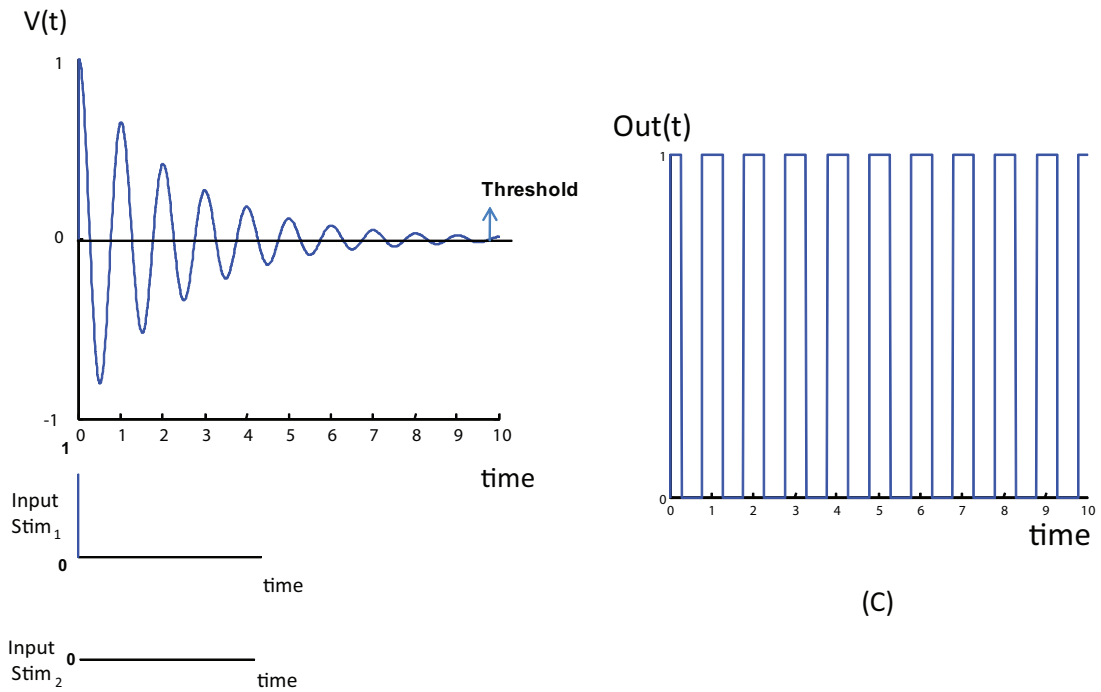 V(t)
1
0
-1
Threshold
0 1 2 3 4 5 6 7 8 9 10
time
1
Input
Stim1
0
time
Input
Stim2
0
time
Out(t)
1
0
0 1 2 3 4 5 6 7 8 9 10
time
(C)